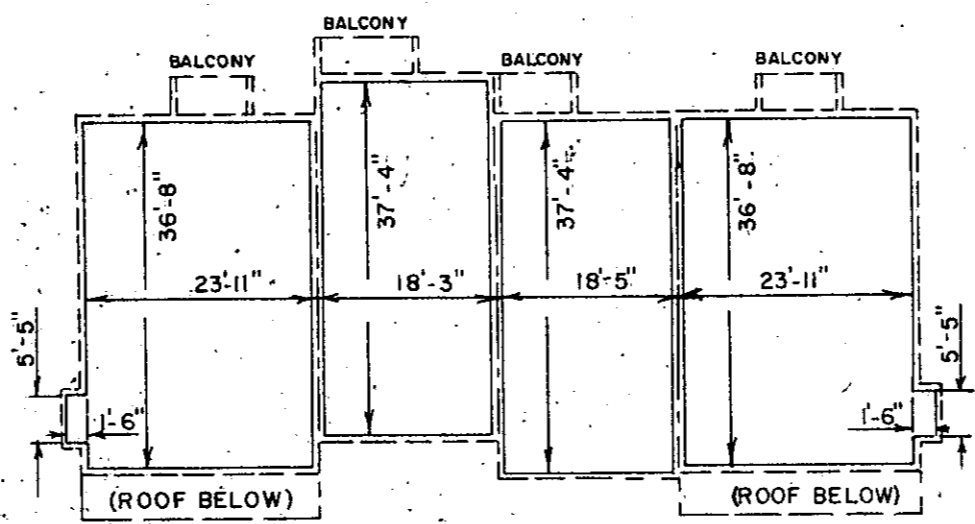 BALCONY
BALCONY
BALCONY
BALCONY
36'-8"
37'-4"
37'-4"
36'-8"
23'-11"
18'-3"
18'-5"
23'-11"
5'-5"
5'-5"
1'-6"
1'-6"
(ROOF BELOW)
(ROOF BELOW)